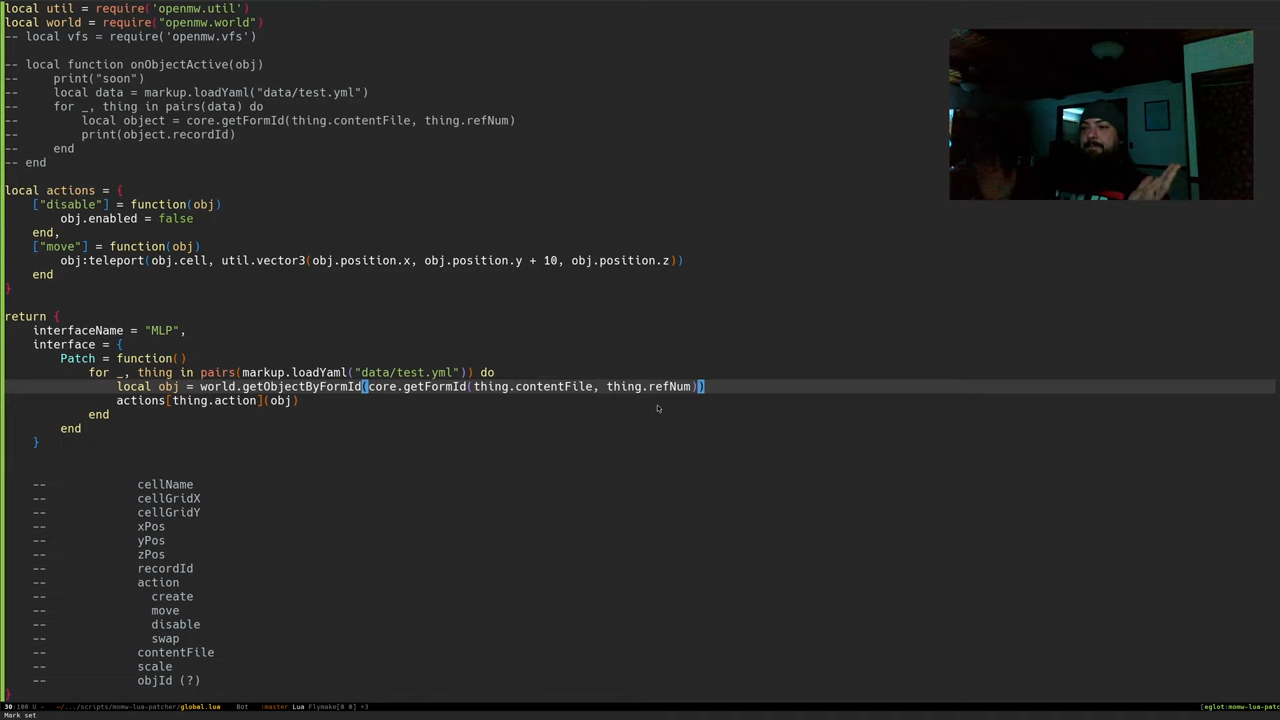 local util = require('openmw.util')
local world = require("openmw.world")
-- local vfs = require('openmw.vfs')
-- local function onObjectActive(obj)
--     print("soon")
--     local data = markup.loadYaml("data/test.yml")
--     for _, thing in pairs(data) do
--         local object = core.getFormId(thing.contentFile, thing.refNum)
--         print(object.recordId)
--     end
-- end
local actions = {
    ["disable"] = function(obj)
        obj.enabled = false
    end,
    ["move"] = function(obj)
        obj:teleport(obj.cell, util.vector3(obj.position.x, obj.position.y + 10, obj.position.z))
    end
}
return {
    interfaceName = "MLP",
    interface = {
        Patch = function()
            for _, thing in pairs(markup.loadYaml("data/test.yml")) do
                local obj = world.getObjectByFormId(core.getFormId(thing.contentFile, thing.refNum))
                actions[thing.action](obj)
            end
        end
    }
    --             cellName
    --             cellGridX
    --             cellGridY
    --             xPos
    --             yPos
    --             zPos
    --             recordId
    --             action
    --               create
    --               move
    --               disable
    --               swap
    --             contentFile
    --             scale
    --             objId (?)
}
30:100 U - ~/.../scripts/momw-lua-patcher/global.lua Bot :master Lua Flymake[0 0] +3 [eglot:momw-lua-patc
Mark set